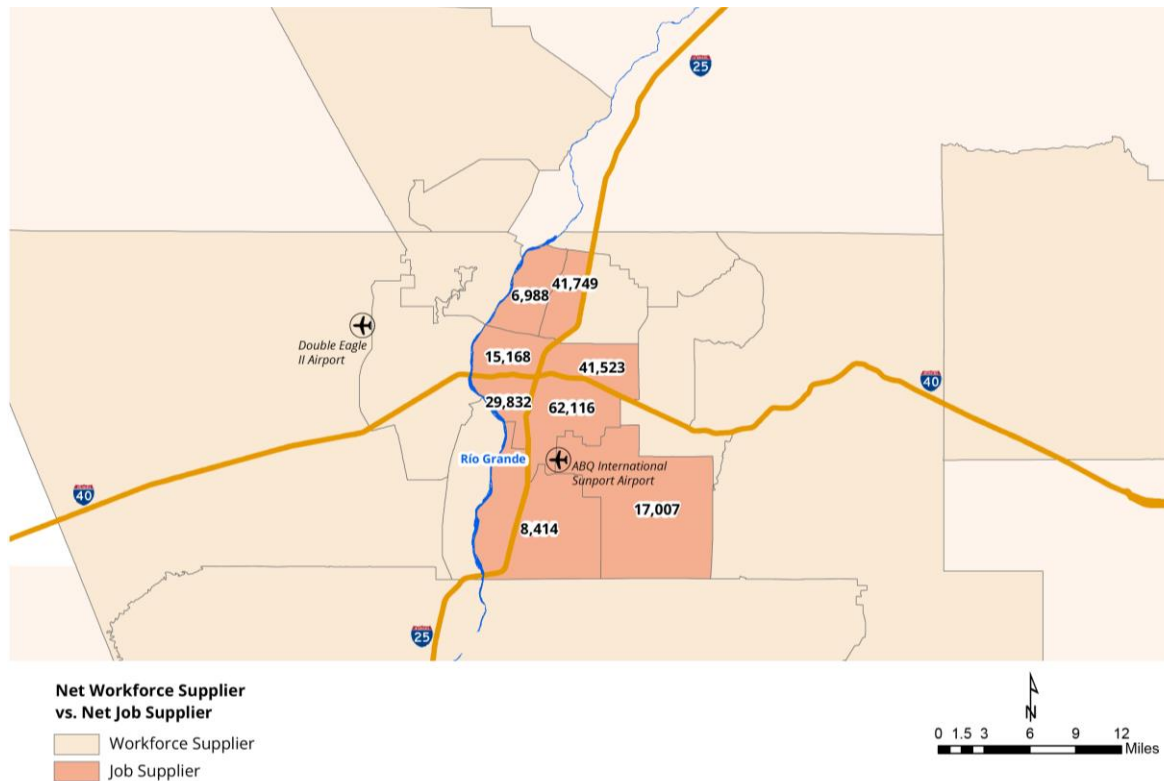 25
41,749
6,988
Double Eagle
II Airport
15,168
41,523
40
29,832
62,116
Río Grande
ABQ International
Sunport Airport
40
17,007
8,414
25
Net Workforce Supplier
vs. Net Job Supplier
Workforce Supplier
Job Supplier
N
0 1.5 3 6 9 12
Miles